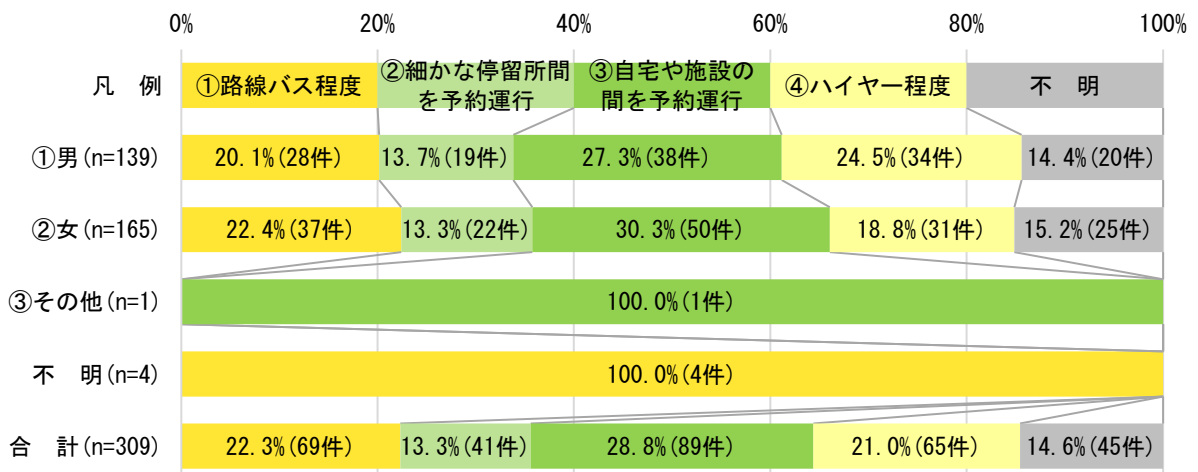 0% 20% 40% 60% 80% 100%
凡　例 ①路線バス程度 ②細かな停留所間を予約運行 ③自宅や施設の間を予約運行 ④ハイヤー程度 不　明
①男(n=139) 20.1%(28件) 13.7%(19件) 27.3%(38件) 24.5%(34件) 14.4%(20件)
②女(n=165) 22.4%(37件) 13.3%(22件) 30.3%(50件) 18.8%(31件) 15.2%(25件)
③その他(n=1) 100.0%(1件)
不　明(n=4) 100.0%(4件)
合　計(n=309) 22.3%(69件) 13.3%(41件) 28.8%(89件) 21.0%(65件) 14.6%(45件)